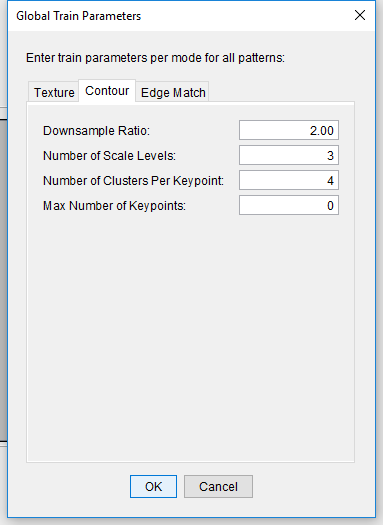 Global Train Parameters
Enter train parameters per mode for all patterns:
Texture Contour Edge Match
Downsample Ratio: 2.00
Number of Scale Levels: 3
Number of Clusters Per Keypoint: 4
Max Number of Keypoints: 0
OK Cancel